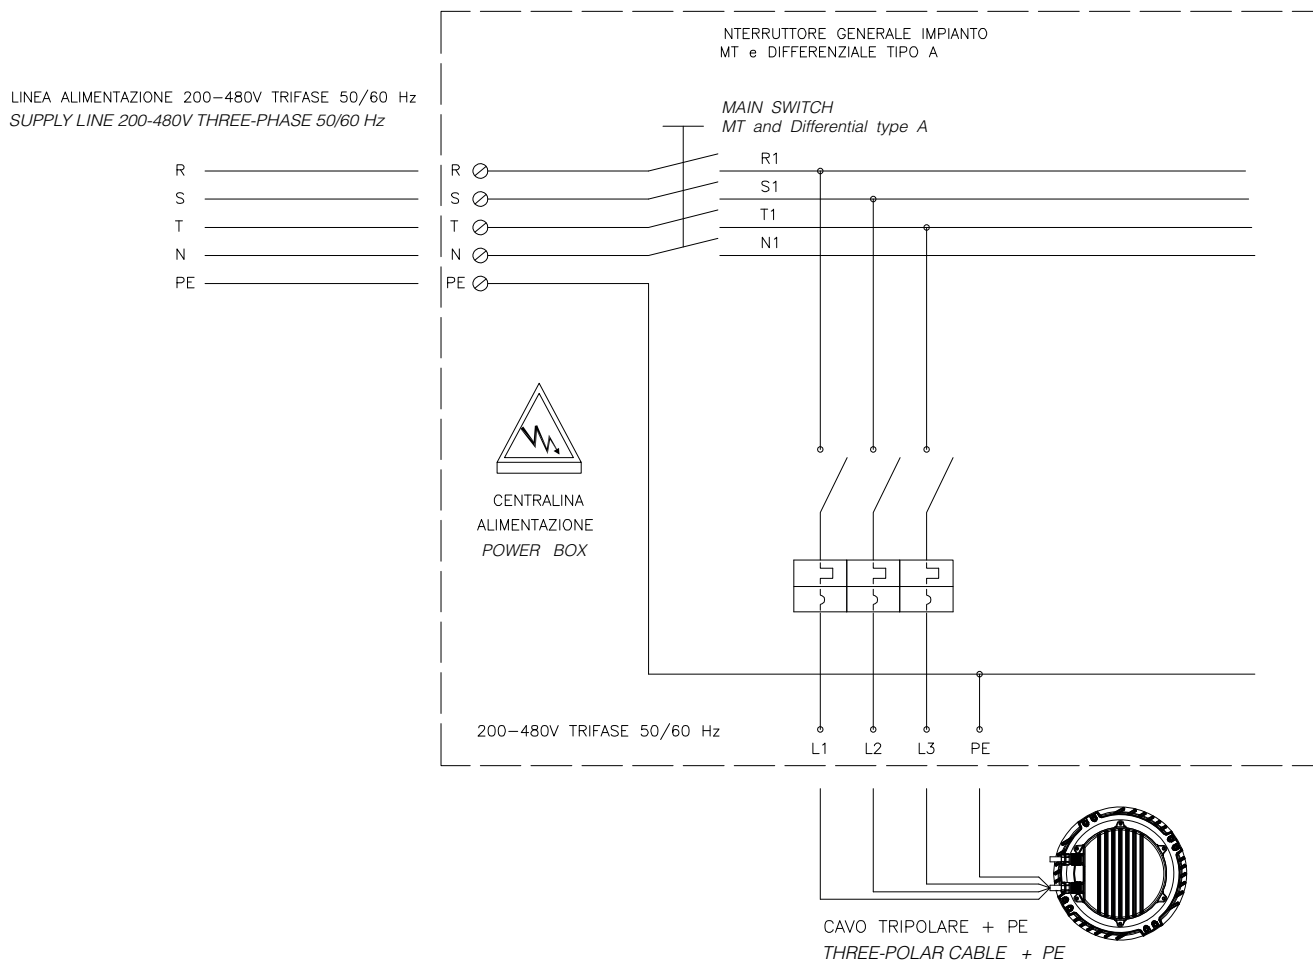 NTERRUTTORE GENERALE IMPIANTO
MT e DIFFERENZIALE TIPO A
LINEA ALIMENTAZIONE 200-480V TRIFASE 50/60 Hz
SUPPLY LINE 200-480V THREE-PHASE 50/60 Hz
MAIN SWITCH
MT and Differential type A
R
S
T
N
PE
R
S
T
N
PE
R1
S1
T1
N1
CENTRALINA
ALIMENTAZIONE
POWER BOX
200-480V TRIFASE 50/60 Hz
L1 L2 L3 PE
CAVO TRIPOLARE + PE
THREE-POLAR CABLE + PE